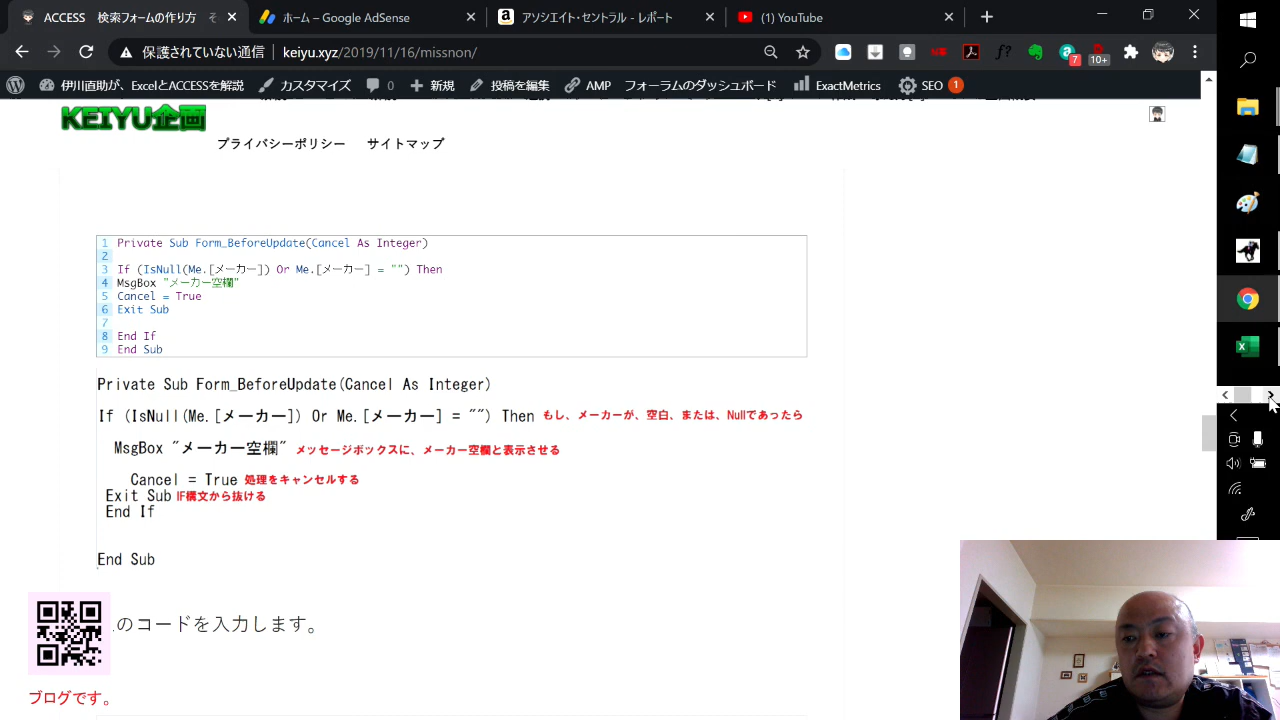 ACCESS 検索フォームの作り方 そ
ホーム – Google AdSense
アソシエイト・セントラル - レポート
(1) YouTube
保護されていない通信 | keiyu.xyz/2019/11/16/missnon/
7
10+
伊川直助が、ExcelとACCESSを解説
カスタマイズ
0
新規
投稿を編集
AMP
フォーラムのダッシュボード
ExactMetrics
SEO 1
KEIYU企画
プライバシーポリシー サイトマップ
1 Private Sub Form_BeforeUpdate(Cancel As Integer)
2
3 If (IsNull(Me.[メーカー]) Or Me.[メーカー] = "") Then
4 MsgBox "メーカー空欄"
5 Cancel = True
6 Exit Sub
7
8 End If
9 End Sub
Private Sub Form_BeforeUpdate(Cancel As Integer)
If (IsNull(Me.[メーカー]) Or Me.[メーカー] = "") Then もし、メーカーが、空白、または、Nullであったら
MsgBox "メーカー空欄" メッセージボックスに、メーカー空欄と表示させる
Cancel = True 処理をキャンセルする
Exit Sub IF構文から抜ける
End If
End Sub
のコードを入力します。
ブログです。